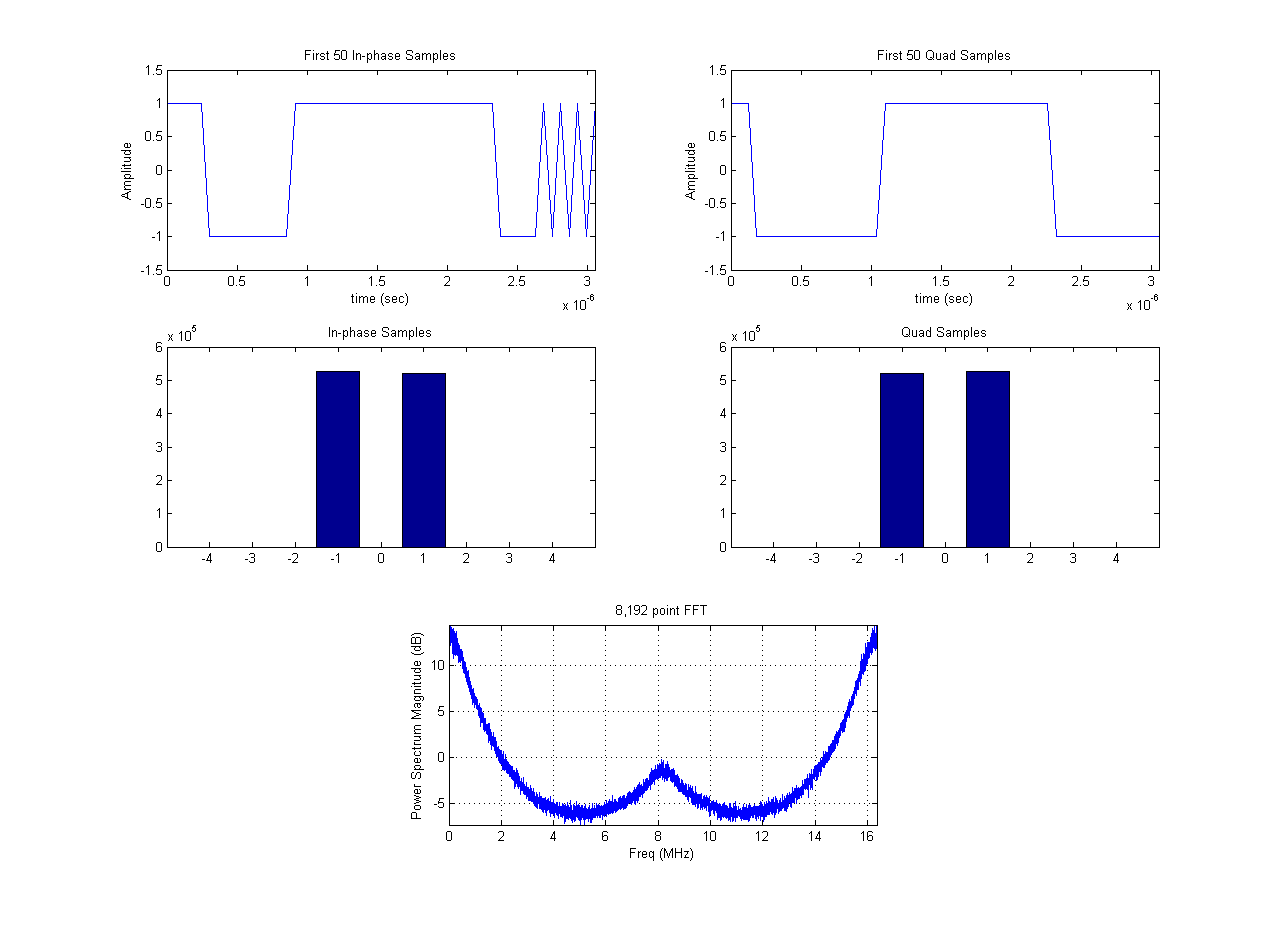 First 50 In-phase Samples
1.5
1
0.5
0
-0.5
-1
-1.5
Amplitude
0 0.5 1 1.5 2 2.5 3
time (sec)
x 10^-6
First 50 Quad Samples
1.5
1
0.5
0
-0.5
-1
-1.5
Amplitude
0 0.5 1 1.5 2 2.5 3
time (sec)
x 10^-6
In-phase Samples
x 10^5
6
5
4
3
2
1
0
-4 -3 -2 -1 0 1 2 3 4
Quad Samples
x 10^5
6
5
4
3
2
1
0
-4 -3 -2 -1 0 1 2 3 4
8,192 point FFT
10
5
0
-5
Power Spectrum Magnitude (dB)
0 2 4 6 8 10 12 14 16
Freq (MHz)